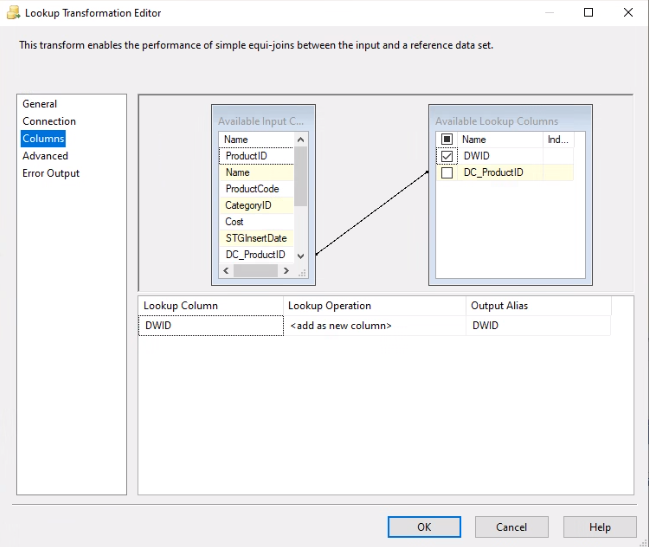 Lookup Transformation Editor
This transform enables the performance of simple equi-joins between the input and a reference data set.
General
Connection
Columns
Advanced
Error Output
Available Input C...
Name
ProductID
Name
ProductCode
CategoryID
Cost
STGInsertDate
DC_ProductID
Available Lookup Columns
Name Ind...
DWID
DC_ProductID
Lookup Column Lookup Operation Output Alias
DWID <add as new column> DWID
OK Cancel Help